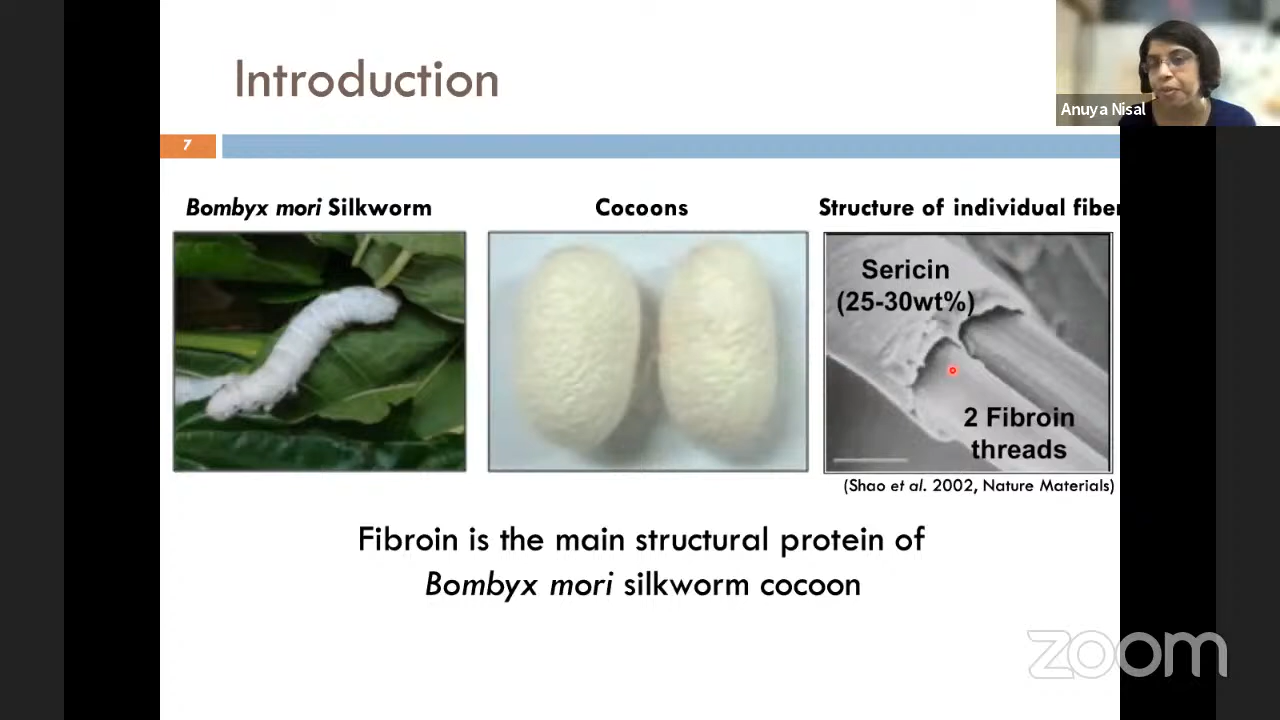 Introduction
Anuya Nisal
7
Bombyx mori Silkworm
Cocoons
Structure of individual fiber
Sericin
(25-30wt%)
2 Fibroin
threads
(Shao et al. 2002, Nature Materials)
Fibroin is the main structural protein of
Bombyx mori silkworm cocoon
zoom